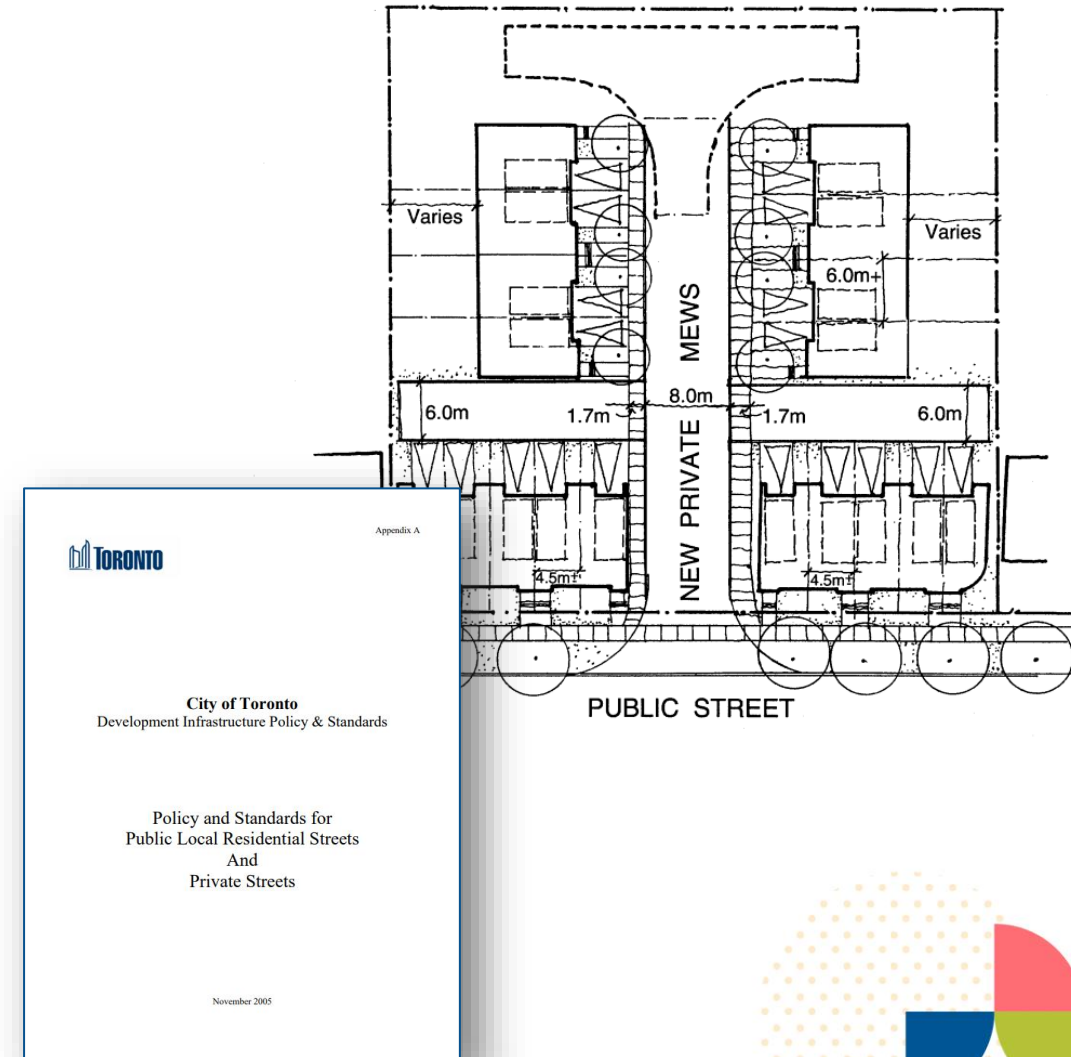 Varies
Varies
6.0m+
NEW PRIVATE MEWS
8.0m
6.0m
1.7m
1.7m
6.0m
4.5m±
4.5m±
PUBLIC STREET
Appendix A
TORONTO
City of Toronto
Development Infrastructure Policy & Standards
Policy and Standards for
Public Local Residential Streets
And
Private Streets
November 2005